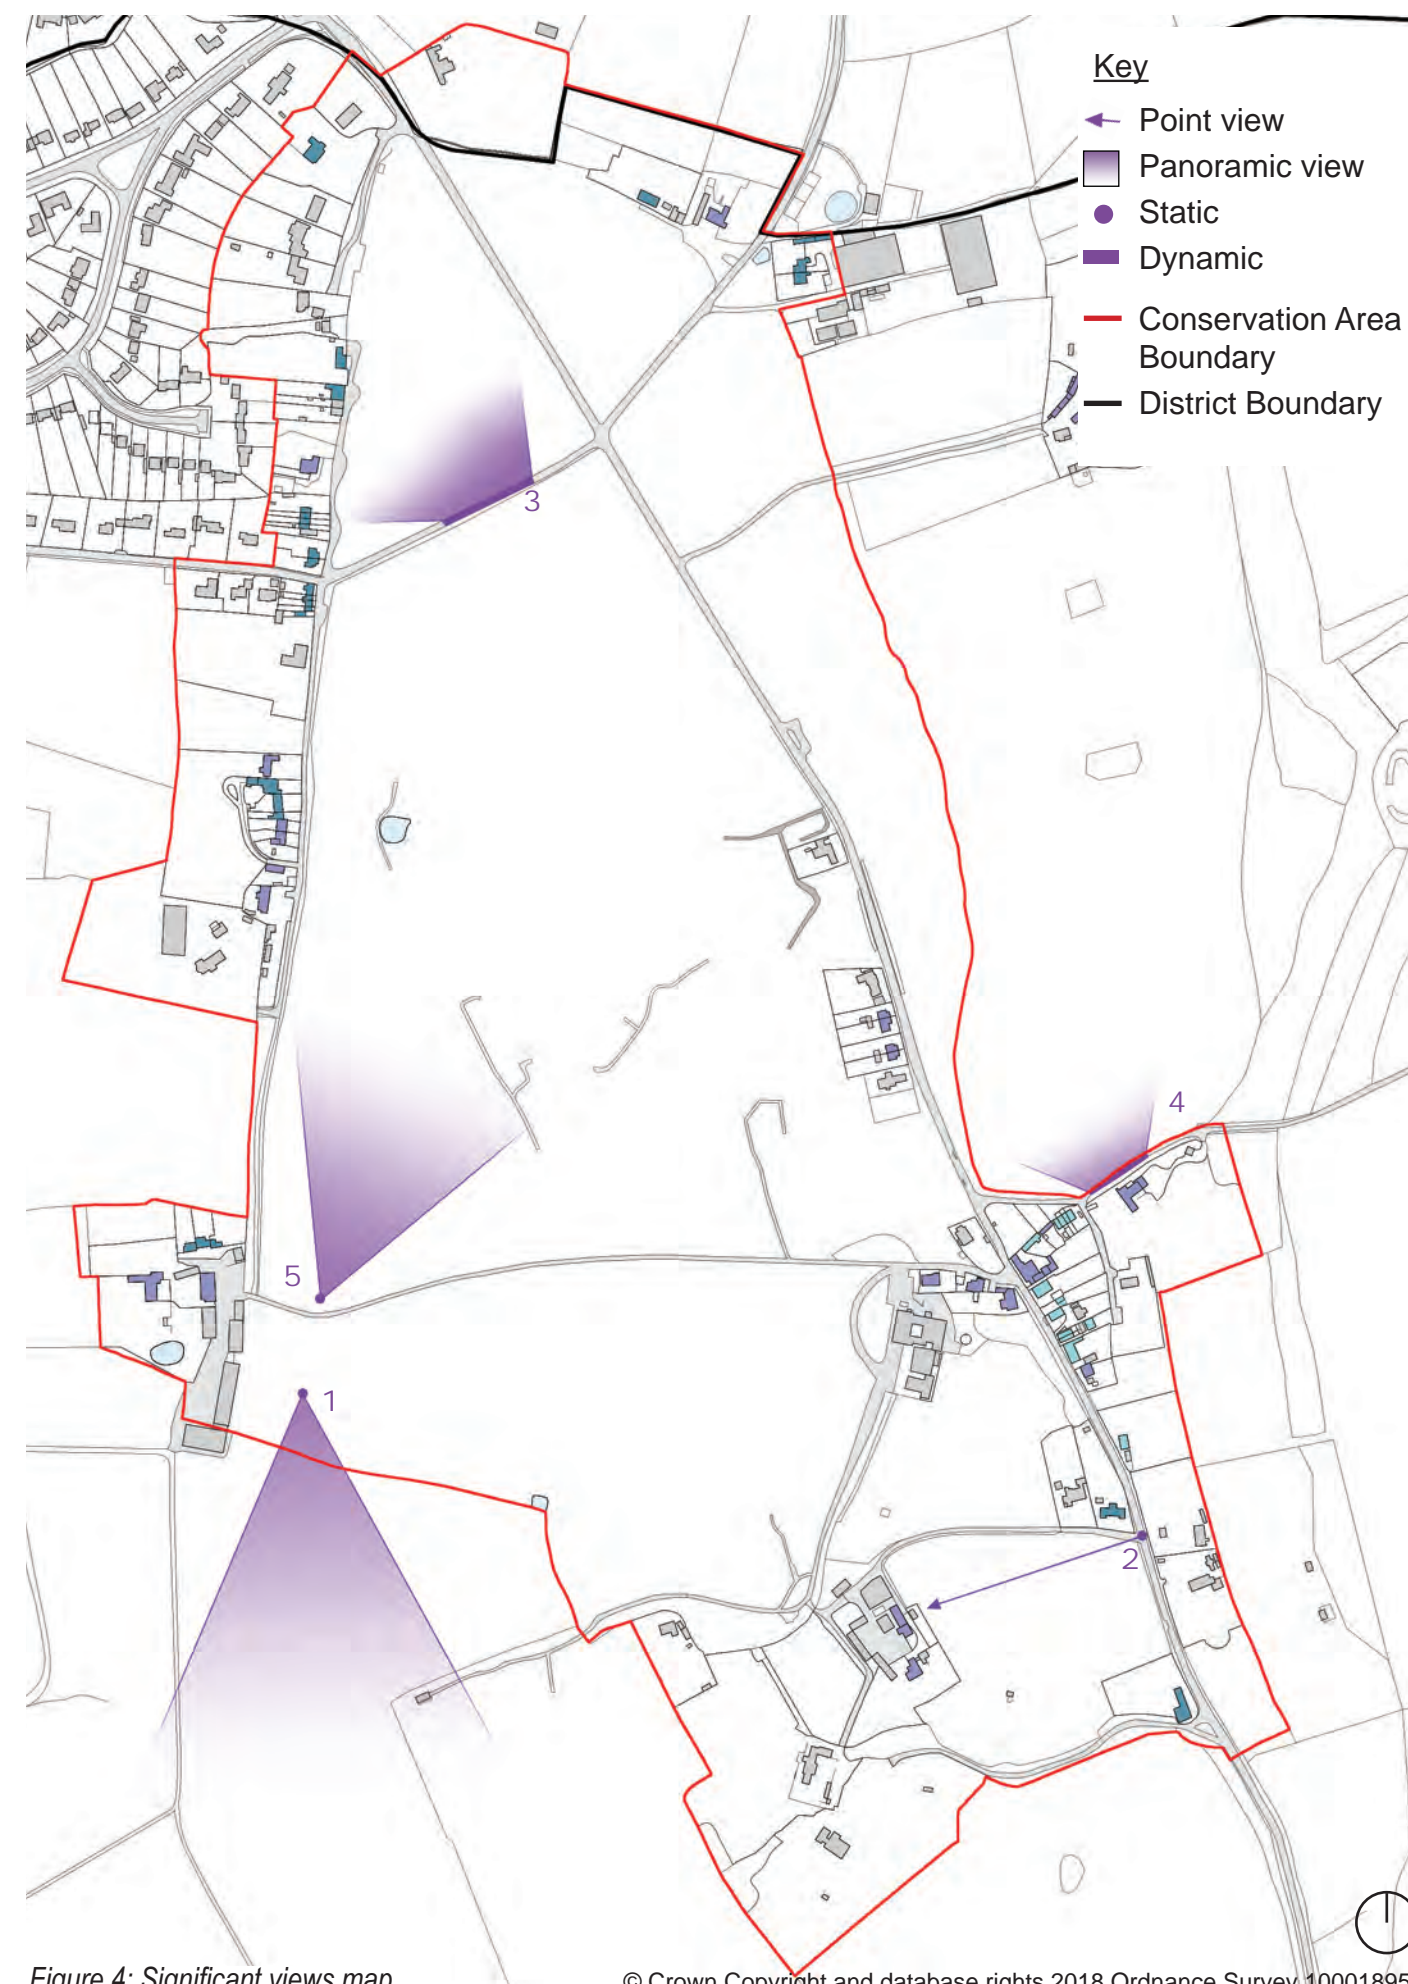 Key
Point view
Panoramic view
Static
Dynamic
Conservation Area
Boundary
District Boundary
3
4
5
1
2
Figure 4: Significant views map
© Crown Copyright and database rights 2018 Ordnance Survey 10001895